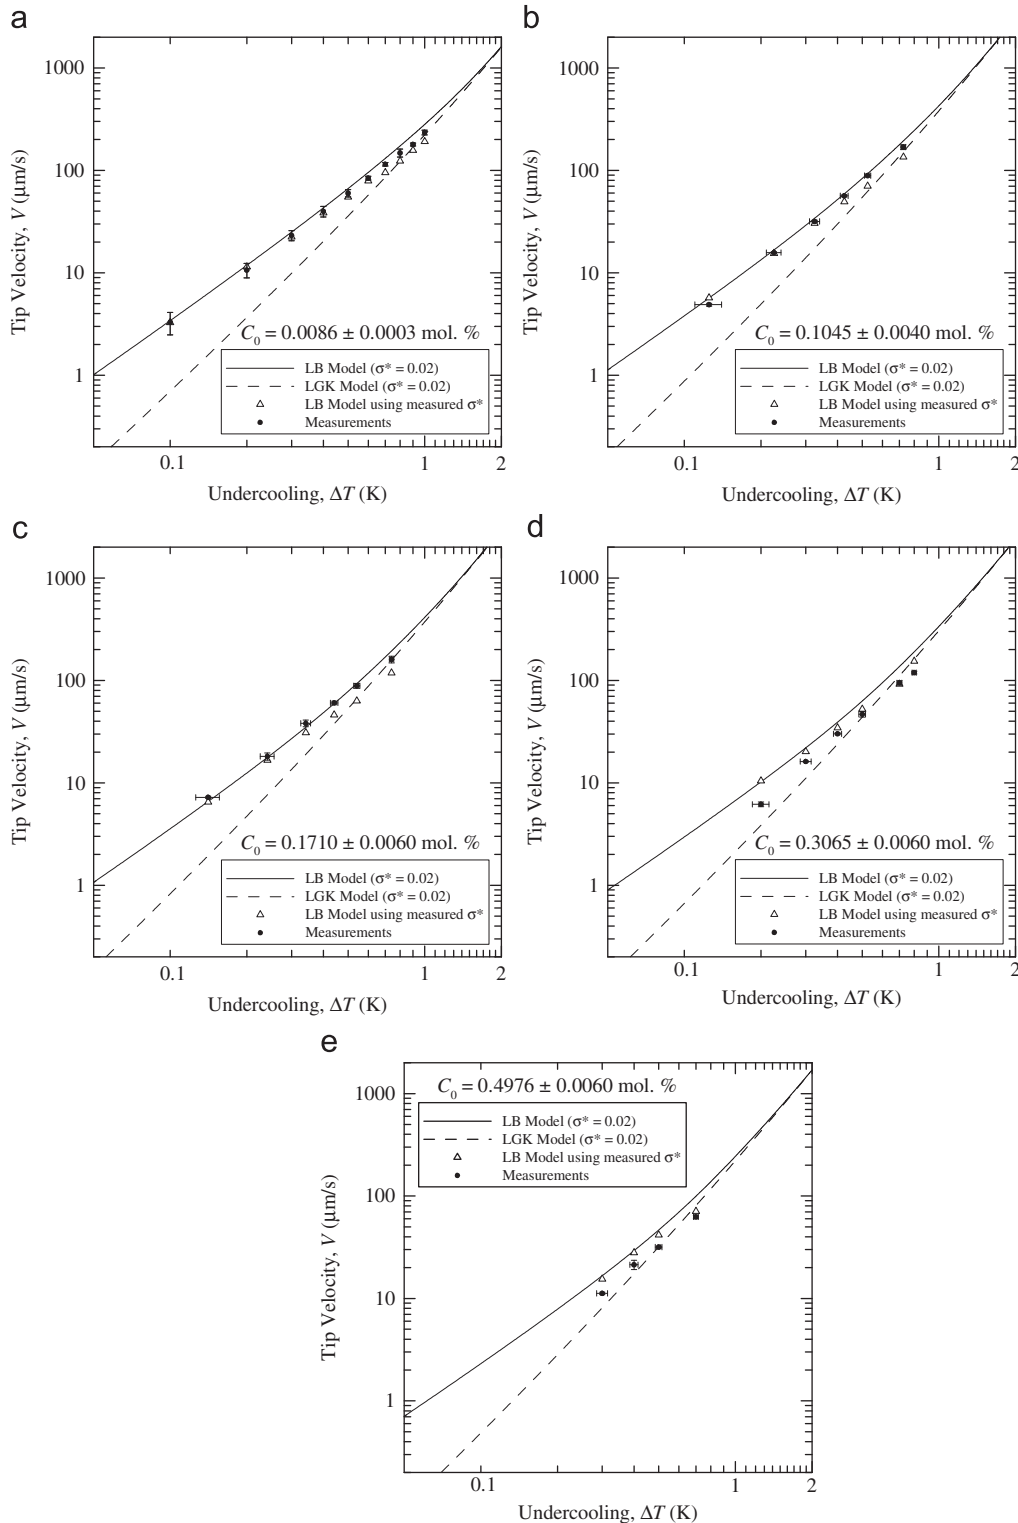 a
1000
100
10
1
Tip Velocity, V (μm/s)
C0 = 0.0086 ± 0.0003 mol. %
LB Model (σ* = 0.02)
LGK Model (σ* = 0.02)
LB Model using measured σ*
Measurements
0.1 1 2
Undercooling, ΔT (K)
b
1000
100
10
1
Tip Velocity, V (μm/s)
C0 = 0.1045 ± 0.0040 mol. %
LB Model (σ* = 0.02)
LGK Model (σ* = 0.02)
LB Model using measured σ*
Measurements
0.1 1 2
Undercooling, ΔT (K)
c
1000
100
10
1
Tip Velocity, V (μm/s)
C0 = 0.1710 ± 0.0060 mol. %
LB Model (σ* = 0.02)
LGK Model (σ* = 0.02)
LB Model using measured σ*
Measurements
0.1 1 2
Undercooling, ΔT (K)
d
1000
100
10
1
Tip Velocity, V (μm/s)
C0 = 0.3065 ± 0.0060 mol. %
LB Model (σ* = 0.02)
LGK Model (σ* = 0.02)
LB Model using measured σ*
Measurements
0.1 1 2
Undercooling, ΔT (K)
e
C0 = 0.4976 ± 0.0060 mol. %
LB Model (σ* = 0.02)
LGK Model (σ* = 0.02)
LB Model using measured σ*
Measurements
1000
100
10
1
Tip Velocity, V (μm/s)
0.1 1 2
Undercooling, ΔT (K)